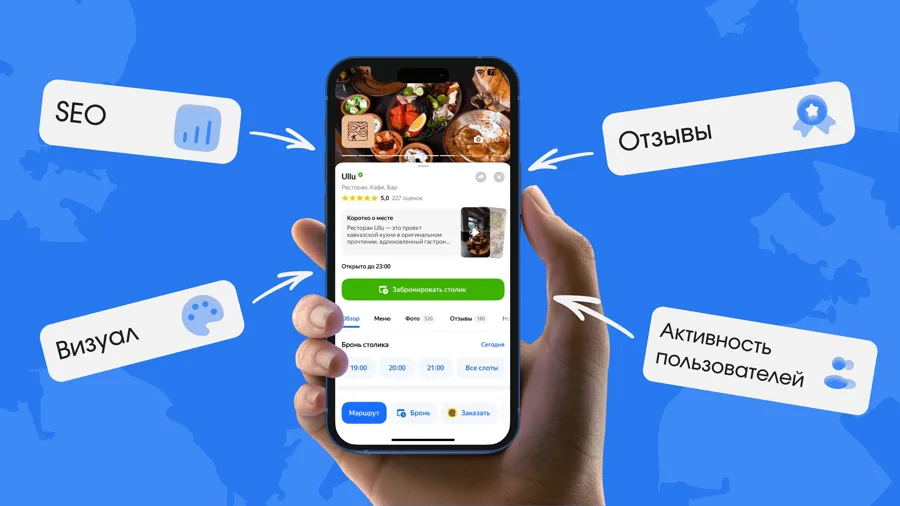 SEO
Визуал
Отзывы
Активность
пользователей
Ullu
Ресторан, Кафе, Бар
5,0 227 оценок
Коротко о месте
Ресторан Ullu — это проект
кавказской кухни в оригинальном
прочтении, вдохновленный гастрон...
Открыто до 23:00
Забронировать столик
Обзор Меню Фото 520 Отзывы 180
Бронь столика Сегодня
19:00 20:00 21:00 Все слоты
Маршрут Бронь Заказать